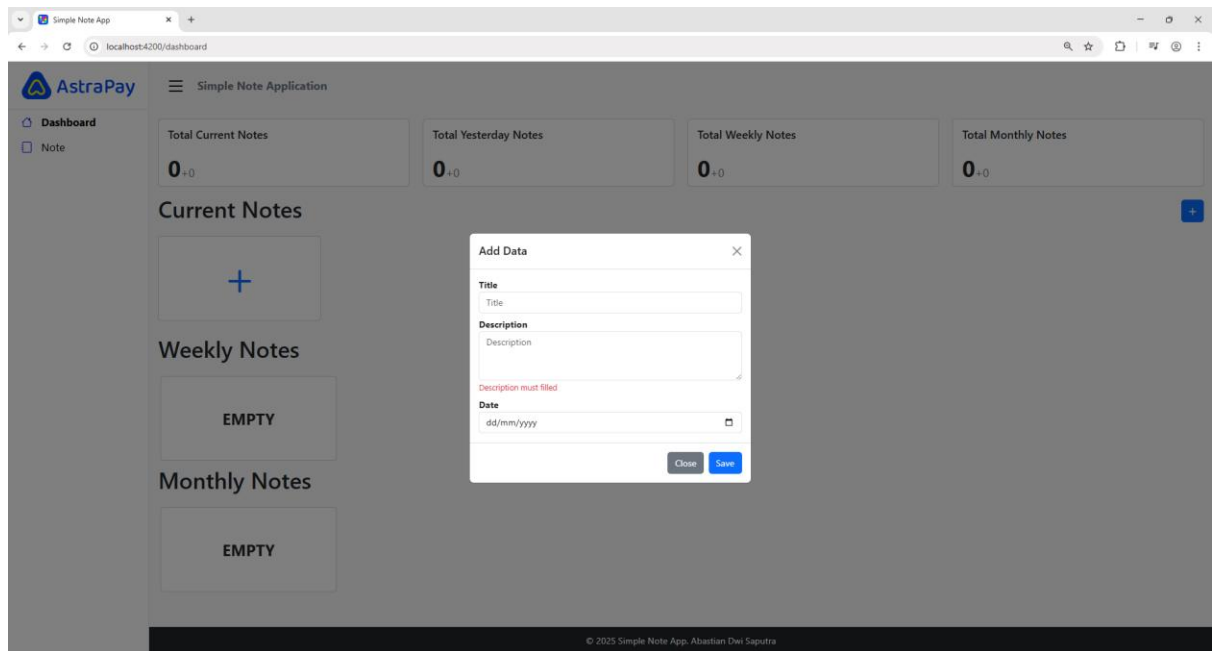 Simple Note App
localhost:4200/dashboard
AstraPay
Simple Note Application
Dashboard
Note
Total Current Notes
0+0
Total Yesterday Notes
0+0
Total Weekly Notes
0+0
Total Monthly Notes
0+0
Current Notes
+
+
Weekly Notes
EMPTY
Monthly Notes
EMPTY
Add Data
Title
Title
Description
Description
Description must filled
Date
dd/mm/yyyy
Close Save
© 2025 Simple Note App. Abastian Dwi Saputra